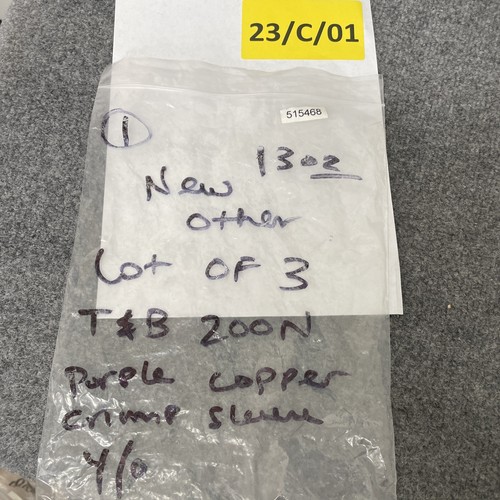 23/C/01
515468
1
13oz
New
other
Lot OF 3
T&B 200N
Purple copper
crimp sleeve
4/0